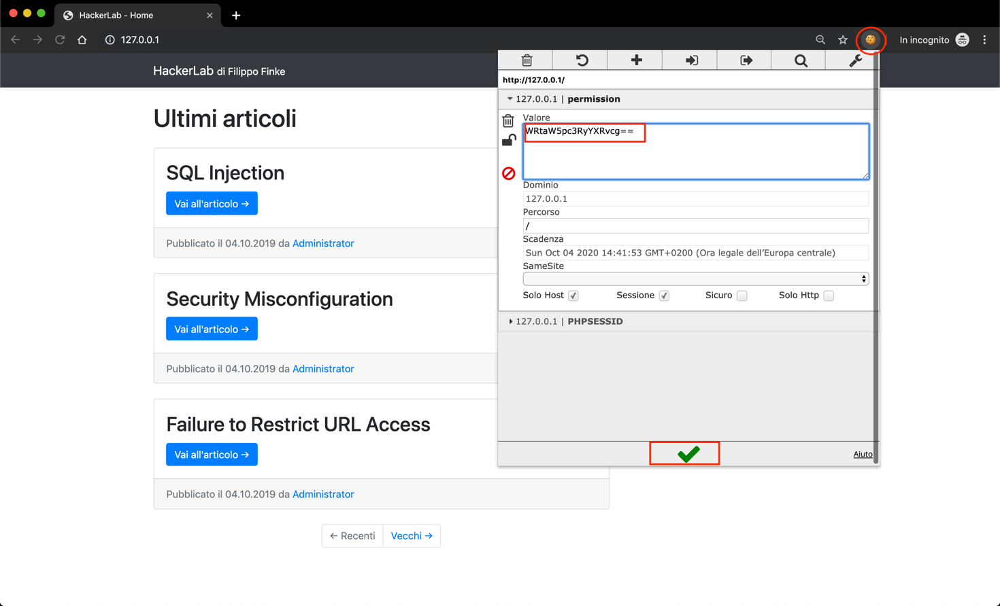 HackerLab - Home
127.0.0.1
In incognito
HackerLab di Filippo Finke
Ultimi articoli
SQL Injection
Vai all'articolo →
Pubblicato il 04.10.2019 da Administrator
Security Misconfiguration
Vai all'articolo →
Pubblicato il 04.10.2019 da Administrator
Failure to Restrict URL Access
Vai all'articolo →
Pubblicato il 04.10.2019 da Administrator
← Recenti
Vecchi →
http://127.0.0.1/
127.0.0.1 | permission
Valore
WRtaW5pc3RyYXRvcg==
Dominio
127.0.0.1
Percorso
/
Scadenza
Sun Oct 04 2020 14:41:53 GMT+0200 (Ora legale dell’Europa centrale)
SameSite
Solo Host
Sessione
Sicuro
Solo Http
127.0.0.1 | PHPSESSID
Aiuto